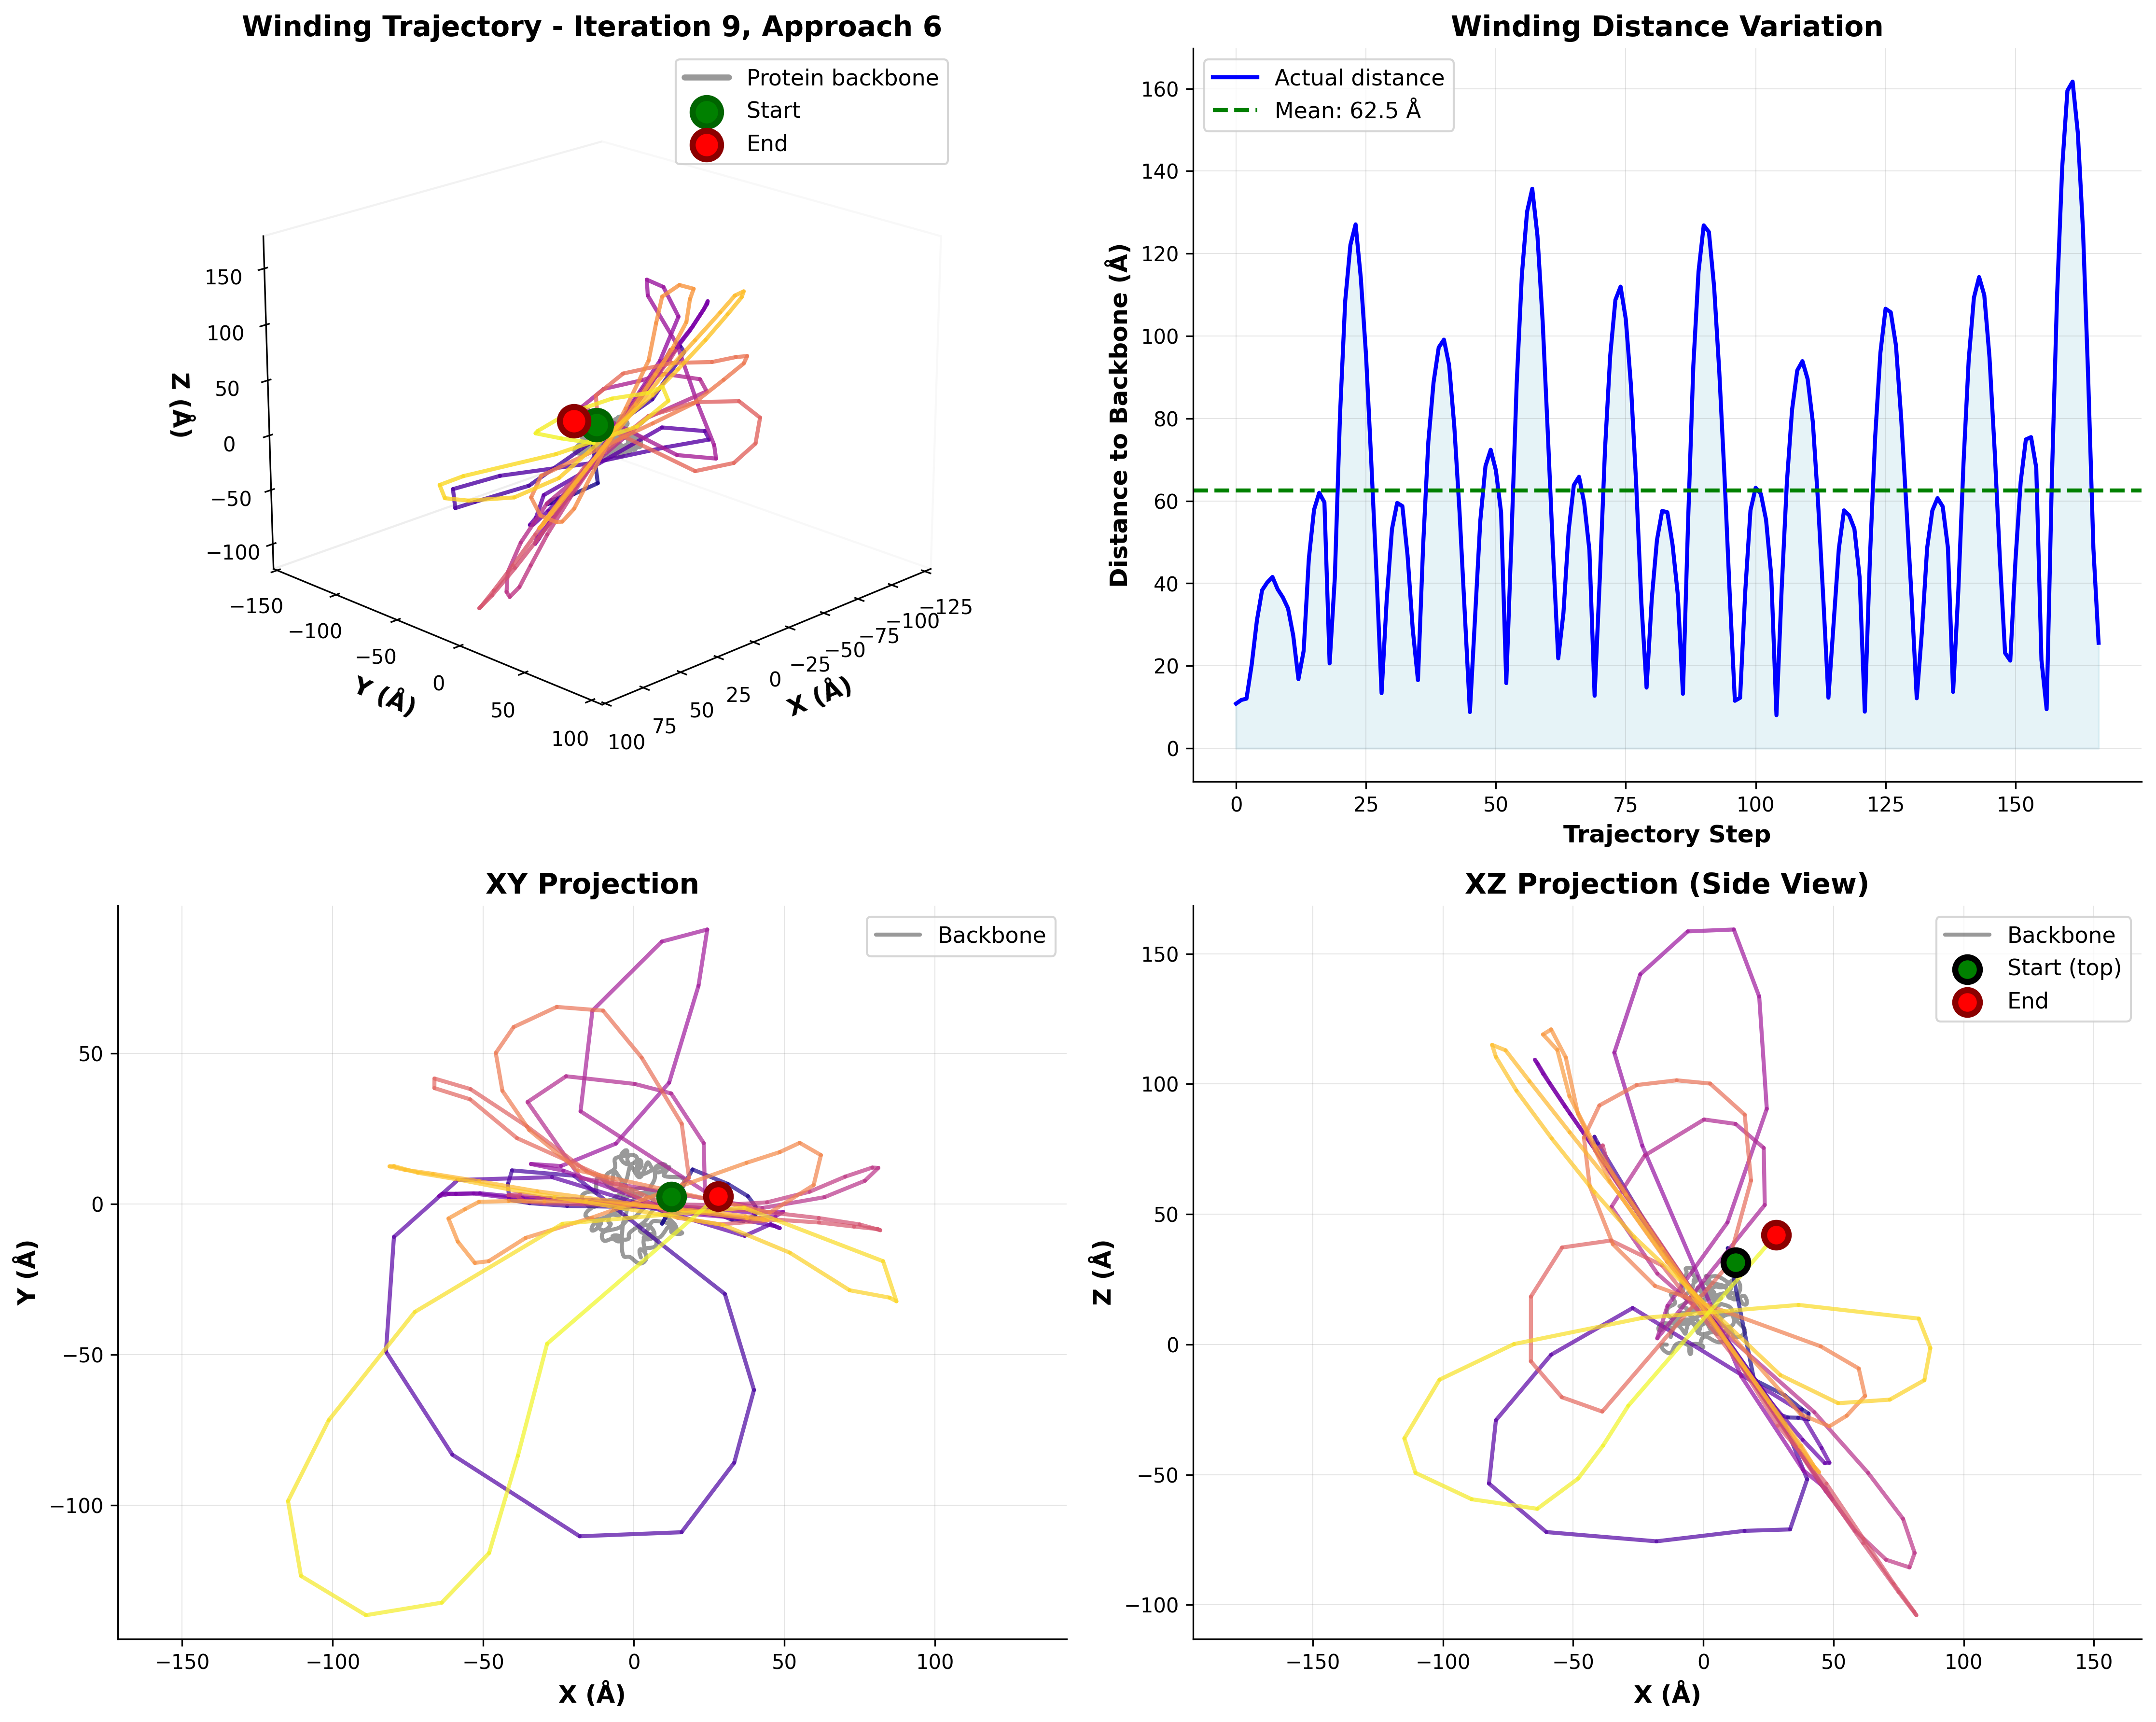 Winding Trajectory - Iteration 9, Approach 6
Protein backbone
Start
End
150
100
50
0
−50
−100
Z (Å)
−150
−100
−50
0
50
100
Y (Å)
100
75
50
25
0
−25
−50
−75
−100
−125
X (Å)
Winding Distance Variation
Actual distance
Mean: 62.5 Å
160
140
120
100
80
60
40
20
0
Distance to Backbone (Å)
0
25
50
75
100
125
150
Trajectory Step
XY Projection
Backbone
50
0
−50
−100
Y (Å)
−150
−100
−50
0
50
100
X (Å)
XZ Projection (Side View)
Backbone
Start (top)
End
150
100
50
0
−50
−100
Z (Å)
−150
−100
−50
0
50
100
150
X (Å)